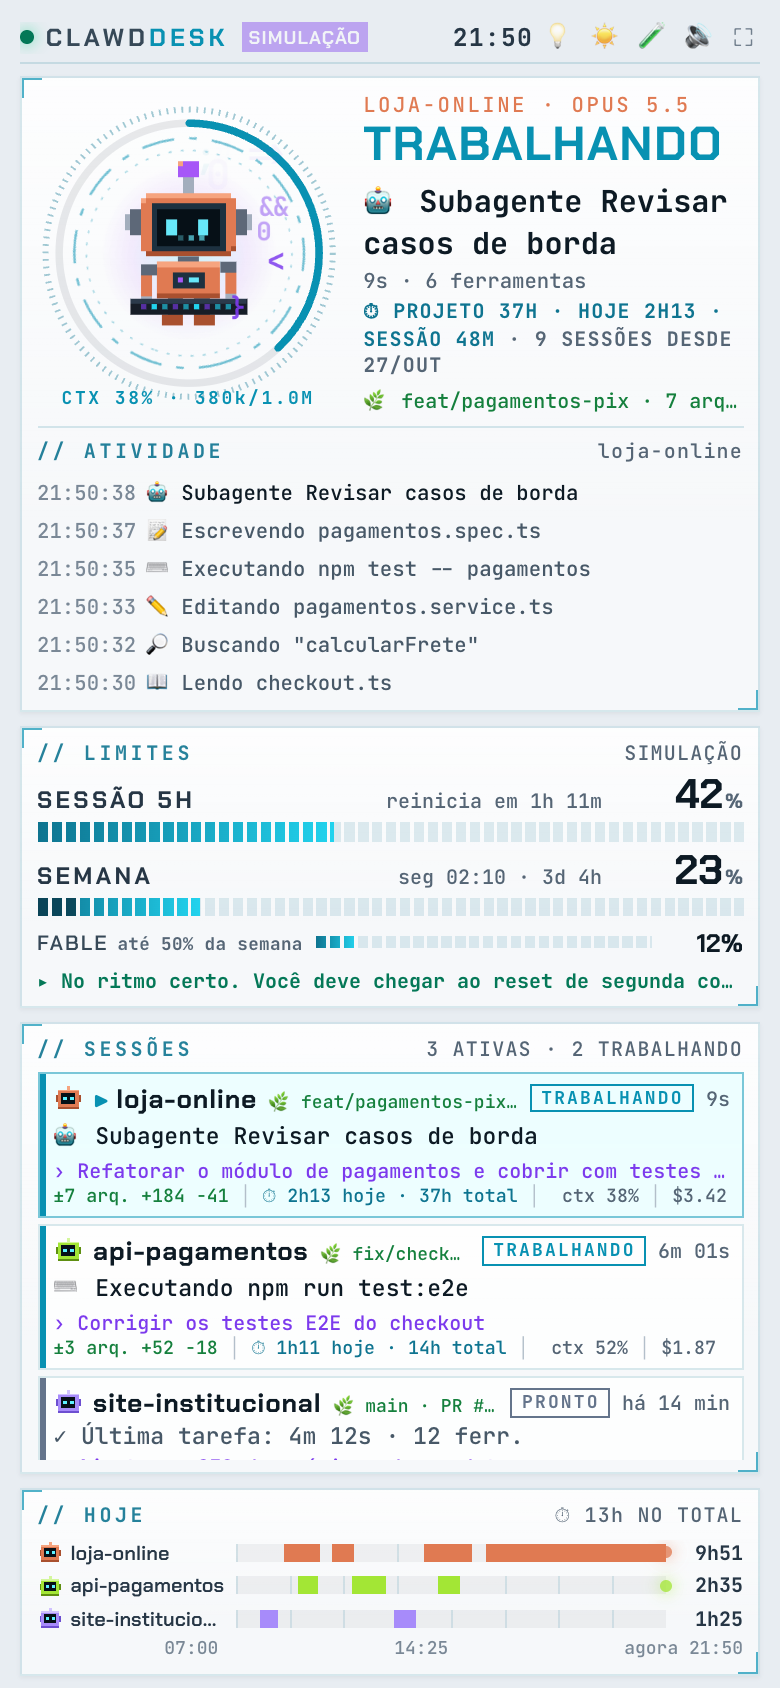 CLAWDDESK SIMULAÇÃO 21:50
LOJA-ONLINE · OPUS 5.5
TRABALHANDO
Subagente Revisar
casos de borda
9s · 6 ferramentas
PROJETO 37H · HOJE 2H13 ·
SESSÃO 48M · 9 SESSÕES DESDE
27/OUT
feat/pagamentos-pix · 7 arq…
0
&&
0
<
}
CTX 38% · 380k/1.0M
// ATIVIDADE loja-online
21:50:38 Subagente Revisar casos de borda
21:50:37 Escrevendo pagamentos.spec.ts
21:50:35 Executando npm test -- pagamentos
21:50:33 Editando pagamentos.service.ts
21:50:32 Buscando "calcularFrete"
21:50:30 Lendo checkout.ts
// LIMITES SIMULAÇÃO
SESSÃO 5H reinicia em 1h 11m 42%
SEMANA seg 02:10 · 3d 4h 23%
FABLE até 50% da semana 12%
▸ No ritmo certo. Você deve chegar ao reset de segunda co…
// SESSÕES 3 ATIVAS · 2 TRABALHANDO
▶ loja-online feat/pagamentos-pix… TRABALHANDO 9s
Subagente Revisar casos de borda
› Refatorar o módulo de pagamentos e cobrir com testes …
±7 arq. +184 -41 2h13 hoje · 37h total ctx 38% $3.42
api-pagamentos fix/check… TRABALHANDO 6m 01s
Executando npm run test:e2e
› Corrigir os testes E2E do checkout
±3 arq. +52 -18 1h11 hoje · 14h total ctx 52% $1.87
site-institucional main · PR #… PRONTO há 14 min
✓ Última tarefa: 4m 12s · 12 ferr.
// HOJE 13h NO TOTAL
loja-online 9h51
api-pagamentos 2h35
site-institucio… 1h25
07:00 14:25 agora 21:50